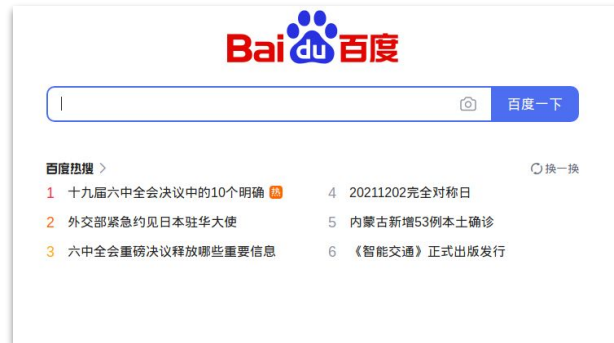 Bai du 百度
百度一下
百度热搜 >
换一换
1 十九届六中全会决议中的10个明确 热
4 20211202完全对称日
2 外交部紧急约见日本驻华大使
5 内蒙古新增53例本土确诊
3 六中全会重磅决议释放哪些重要信息
6 《智能交通》正式出版发行